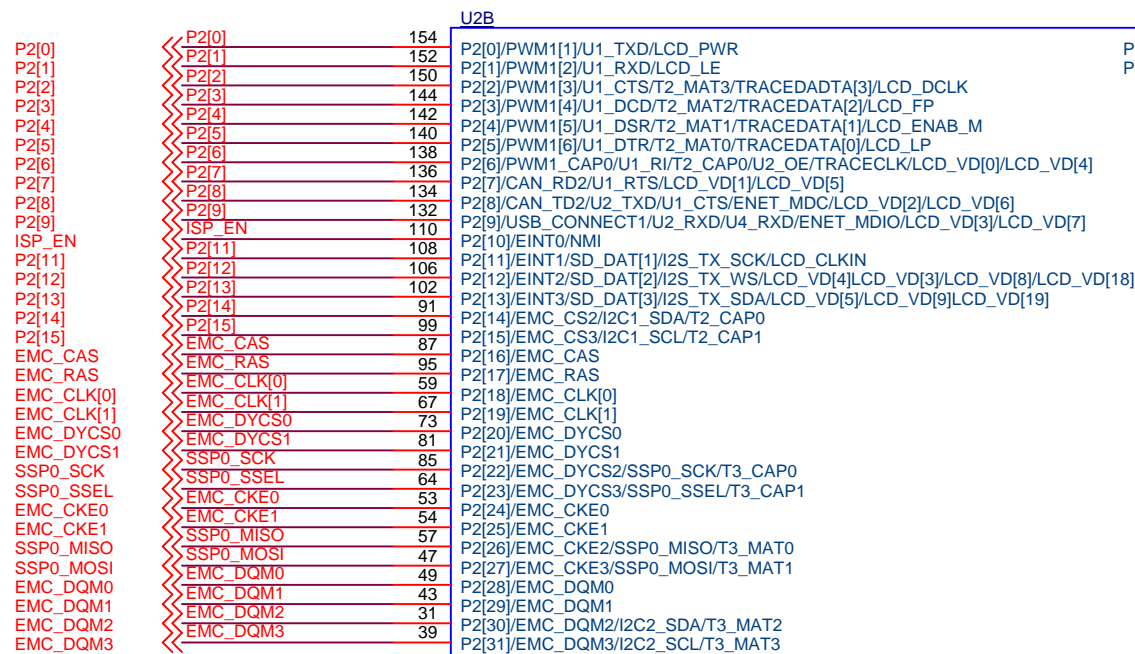 U2B
P2[0] P2[0] 154 P2[0]/PWM1[1]/U1_TXD/LCD_PWR P
P2[1] P2[1] 152 P2[1]/PWM1[2]/U1_RXD/LCD_LE P
P2[2] P2[2] 150 P2[2]/PWM1[3]/U1_CTS/T2_MAT3/TRACEDADTA[3]/LCD_DCLK
P2[3] P2[3] 144 P2[3]/PWM1[4]/U1_DCD/T2_MAT2/TRACEDATA[2]/LCD_FP
P2[4] P2[4] 142 P2[4]/PWM1[5]/U1_DSR/T2_MAT1/TRACEDATA[1]/LCD_ENAB_M
P2[5] P2[5] 140 P2[5]/PWM1[6]/U1_DTR/T2_MAT0/TRACEDATA[0]/LCD_LP
P2[6] P2[6] 138 P2[6]/PWM1_CAP0/U1_RI/T2_CAP0/U2_OE/TRACECLK/LCD_VD[0]/LCD_VD[4]
P2[7] P2[7] 136 P2[7]/CAN_RD2/U1_RTS/LCD_VD[1]/LCD_VD[5]
P2[8] P2[8] 134 P2[8]/CAN_TD2/U2_TXD/U1_CTS/ENET_MDC/LCD_VD[2]/LCD_VD[6]
P2[9] P2[9] 132 P2[9]/USB_CONNECT1/U2_RXD/U4_RXD/ENET_MDIO/LCD_VD[3]/LCD_VD[7]
ISP_EN ISP_EN 110 P2[10]/EINT0/NMI
P2[11] P2[11] 108 P2[11]/EINT1/SD_DAT[1]/I2S_TX_SCK/LCD_CLKIN
P2[12] P2[12] 106 P2[12]/EINT2/SD_DAT[2]/I2S_TX_WS/LCD_VD[4]LCD_VD[3]/LCD_VD[8]/LCD_VD[18]
P2[13] P2[13] 102 P2[13]/EINT3/SD_DAT[3]/I2S_TX_SDA/LCD_VD[5]/LCD_VD[9]LCD_VD[19]
P2[14] P2[14] 91 P2[14]/EMC_CS2/I2C1_SDA/T2_CAP0
P2[15] P2[15] 99 P2[15]/EMC_CS3/I2C1_SCL/T2_CAP1
EMC_CAS EMC_CAS 87 P2[16]/EMC_CAS
EMC_RAS EMC_RAS 95 P2[17]/EMC_RAS
EMC_CLK[0] EMC_CLK[0] 59 P2[18]/EMC_CLK[0]
EMC_CLK[1] EMC_CLK[1] 67 P2[19]/EMC_CLK[1]
EMC_DYCS0 EMC_DYCS0 73 P2[20]/EMC_DYCS0
EMC_DYCS1 EMC_DYCS1 81 P2[21]/EMC_DYCS1
SSP0_SCK SSP0_SCK 85 P2[22]/EMC_DYCS2/SSP0_SCK/T3_CAP0
SSP0_SSEL SSP0_SSEL 64 P2[23]/EMC_DYCS3/SSP0_SSEL/T3_CAP1
EMC_CKE0 EMC_CKE0 53 P2[24]/EMC_CKE0
EMC_CKE1 EMC_CKE1 54 P2[25]/EMC_CKE1
SSP0_MISO SSP0_MISO 57 P2[26]/EMC_CKE2/SSP0_MISO/T3_MAT0
SSP0_MOSI SSP0_MOSI 47 P2[27]/EMC_CKE3/SSP0_MOSI/T3_MAT1
EMC_DQM0 EMC_DQM0 49 P2[28]/EMC_DQM0
EMC_DQM1 EMC_DQM1 43 P2[29]/EMC_DQM1
EMC_DQM2 EMC_DQM2 31 P2[30]/EMC_DQM2/I2C2_SDA/T3_MAT2
EMC_DQM3 EMC_DQM3 39 P2[31]/EMC_DQM3/I2C2_SCL/T3_MAT3